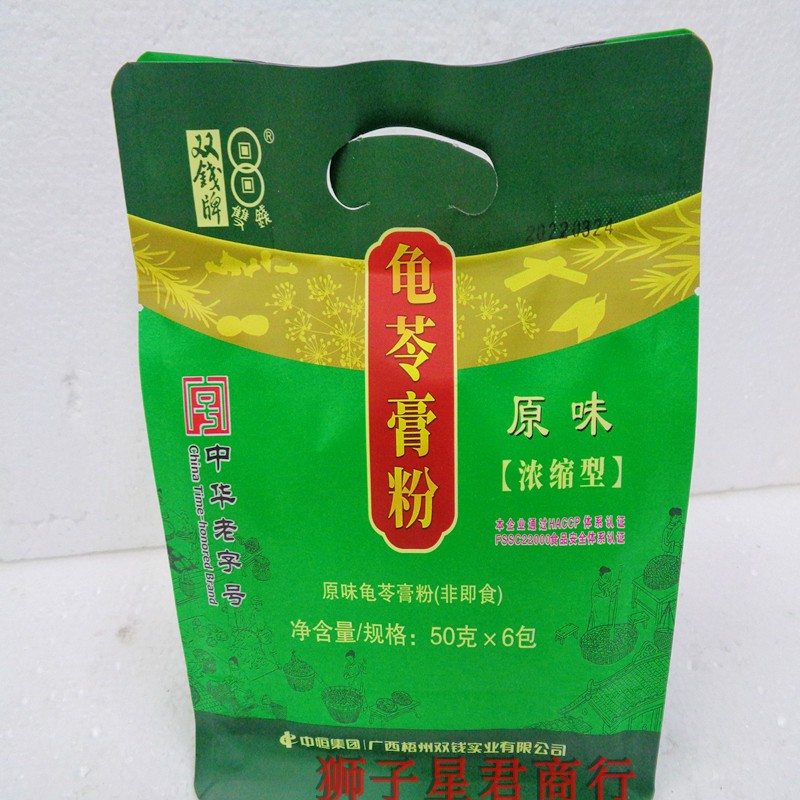 双钱牌
®
雙錢
20220324
龟苓膏粉
原味
【浓缩型】
中华老字号
China Time-honored Brand
本企业通过HACCP体系认证
FSSC22000食品安全体系认证
原味龟苓膏粉(非即食)
净含量/规格：50克×6包
中恒集团|广西梧州双钱实业有限公司
狮子星君商行